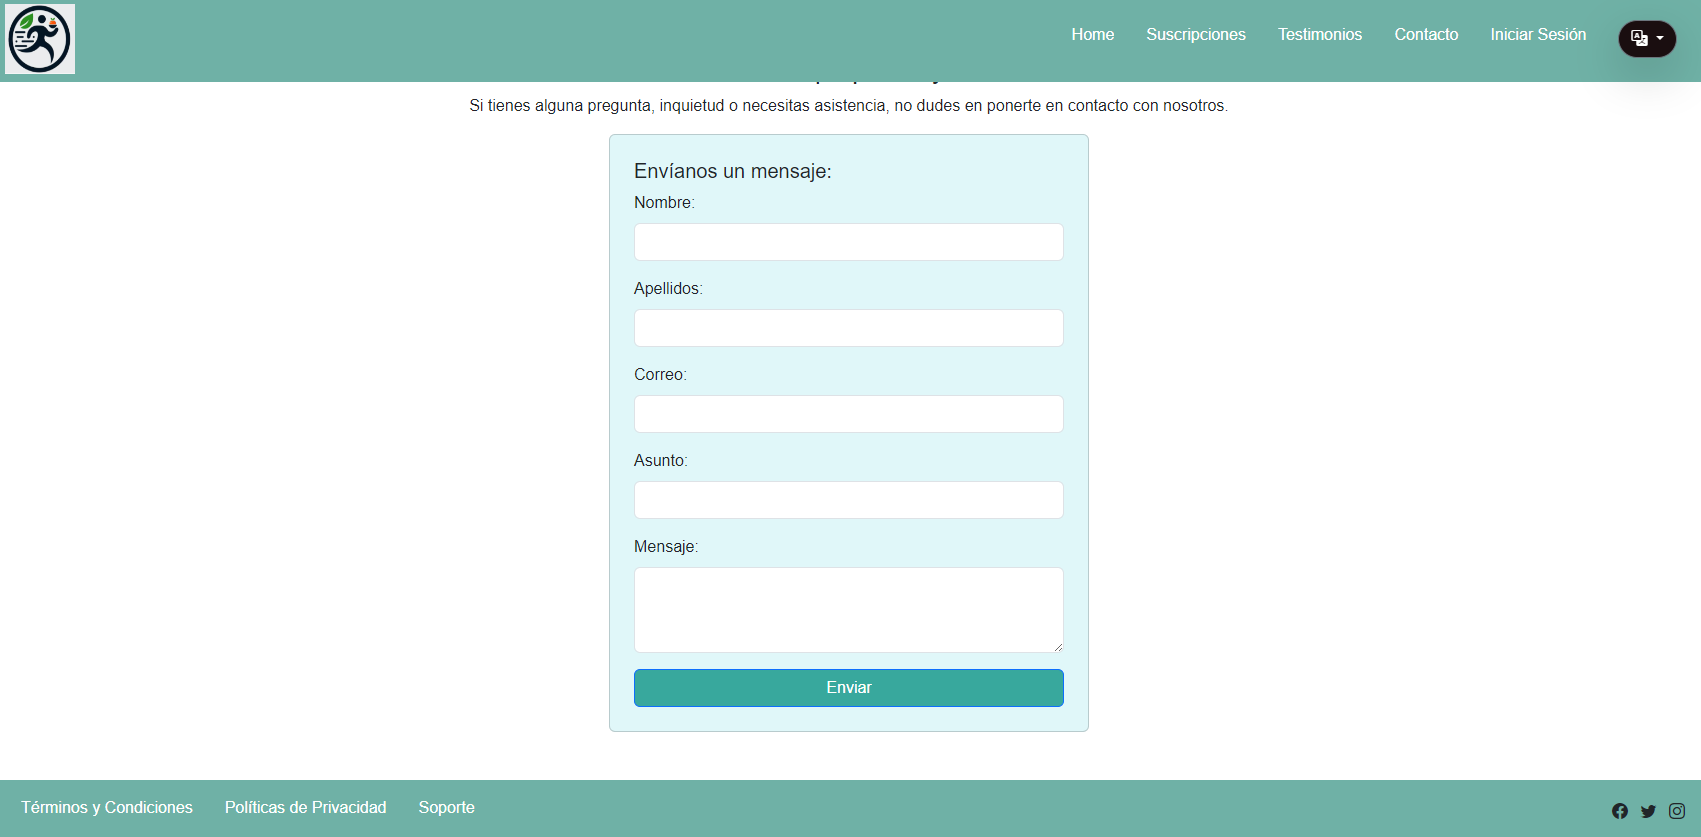 Home Suscripciones Testimonios Contacto Iniciar Sesión
Si tienes alguna pregunta, inquietud o necesitas asistencia, no dudes en ponerte en contacto con nosotros.
Envíanos un mensaje:
Nombre:
Apellidos:
Correo:
Asunto:
Mensaje:
Enviar
Términos y Condiciones Políticas de Privacidad Soporte